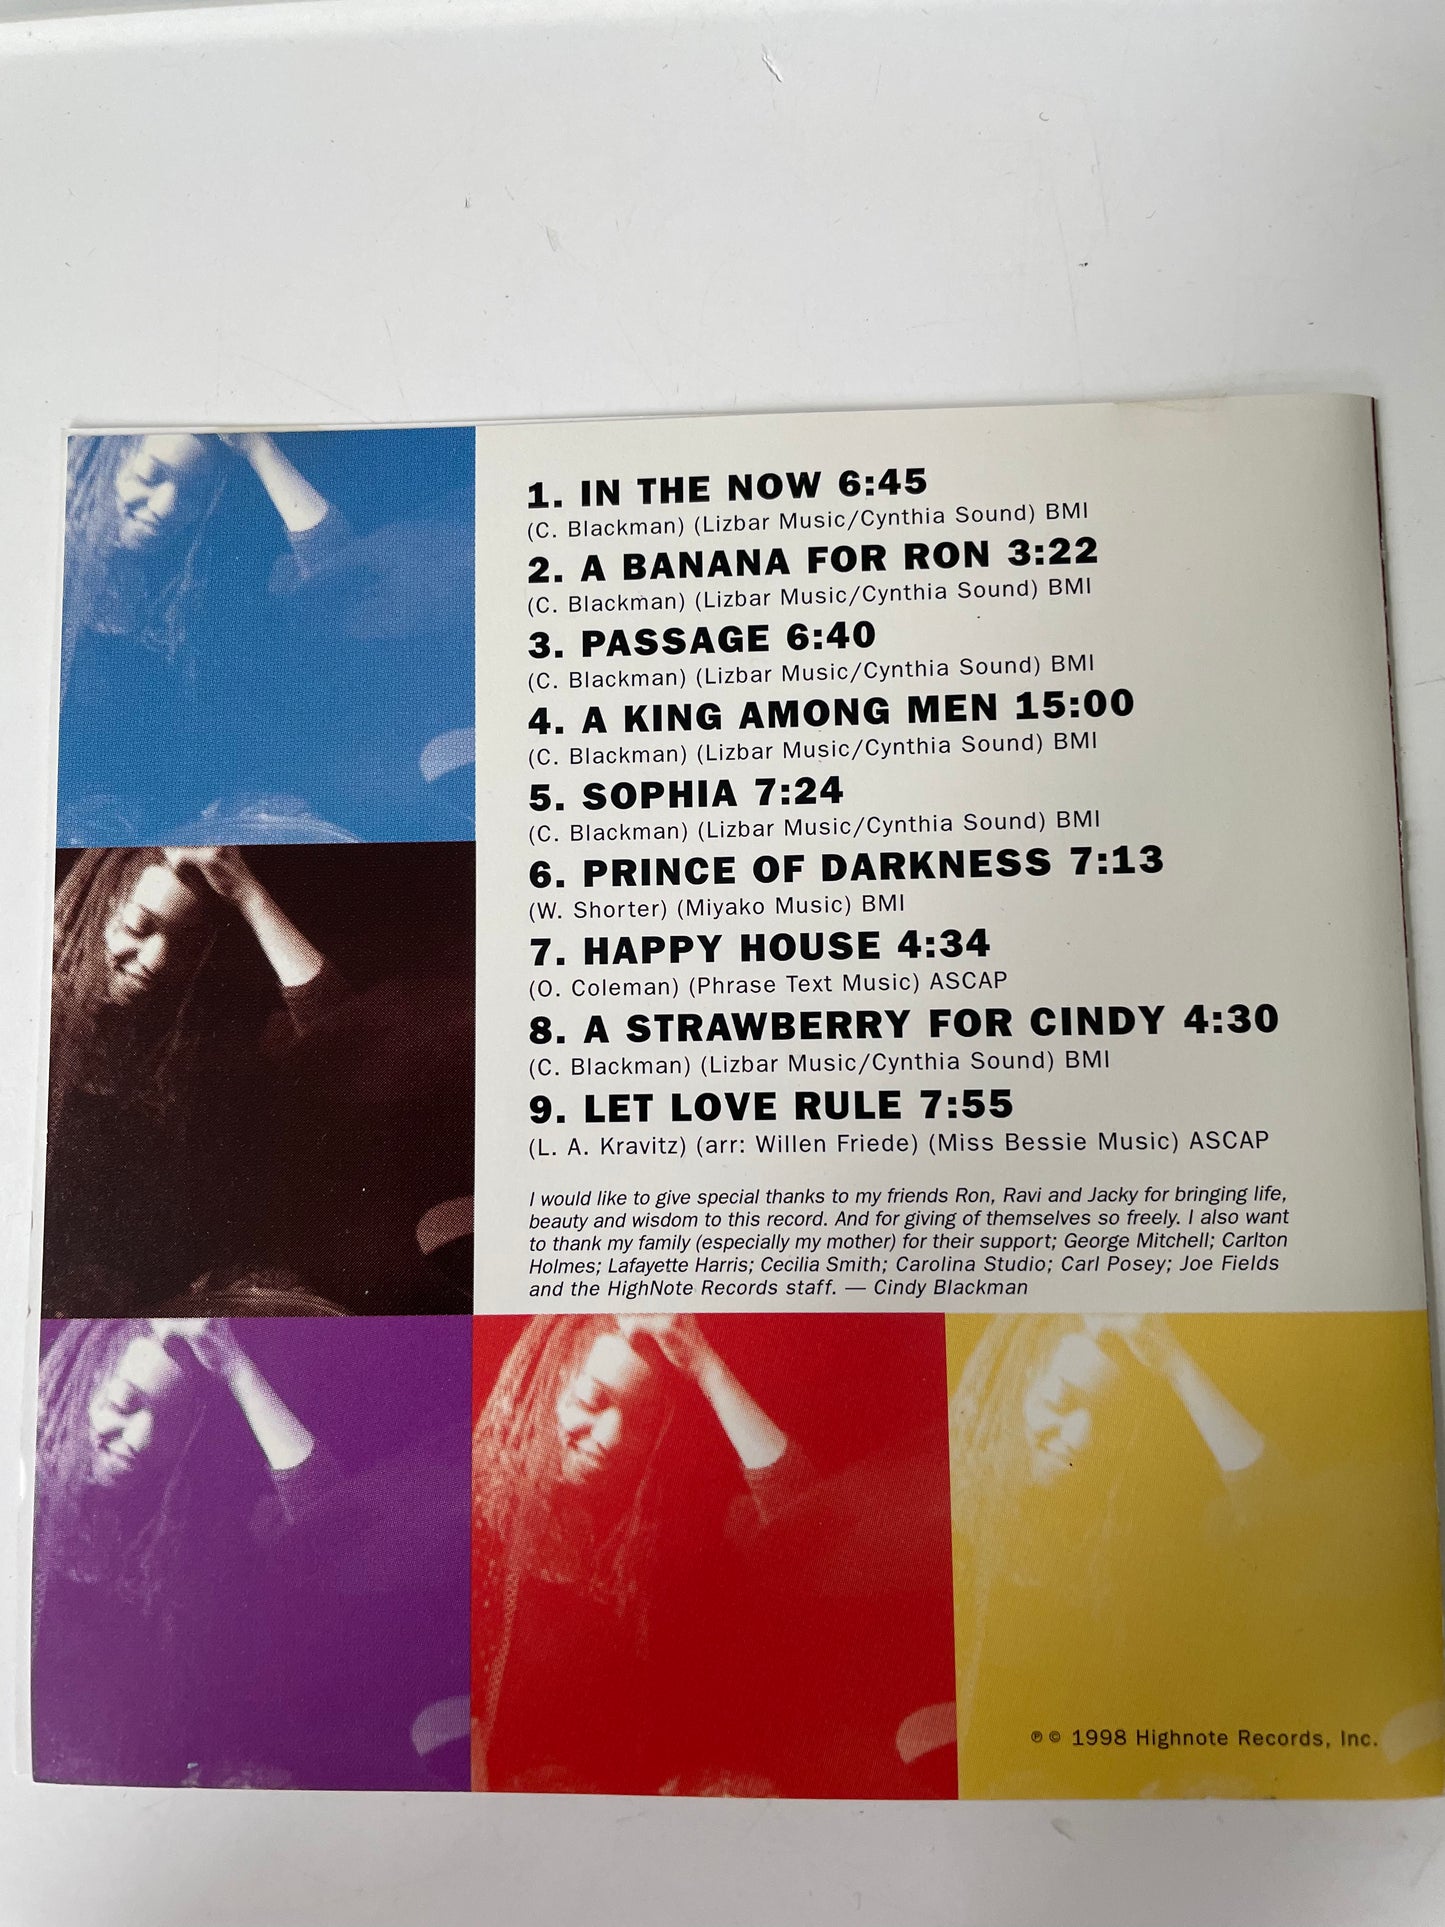 1. IN THE NOW 6:45
(C. Blackman) (Lizbar Music/Cynthia Sound) BMI
2. A BANANA FOR RON 3:22
(C. Blackman) (Lizbar Music/Cynthia Sound) BMI
3. PASSAGE 6:40
(C. Blackman) (Lizbar Music/Cynthia Sound) BMI
4. A KING AMONG MEN 15:00
(C. Blackman) (Lizbar Music/Cynthia Sound) BMI
5. SOPHIA 7:24
(C. Blackman) (Lizbar Music/Cynthia Sound) BMI
6. PRINCE OF DARKNESS 7:13
(W. Shorter) (Miyako Music) BMI
7. HAPPY HOUSE 4:34
(O. Coleman) (Phrase Text Music) ASCAP
8. A STRAWBERRY FOR CINDY 4:30
(C. Blackman) (Lizbar Music/Cynthia Sound) BMI
9. LET LOVE RULE 7:55
(L. A. Kravitz) (arr: Willen Friede) (Miss Bessie Music) ASCAP
I would like to give special thanks to my friends Ron, Ravi and Jacky for bringing life,
beauty and wisdom to this record. And for giving of themselves so freely. I also want
to thank my family (especially my mother) for their support; George Mitchell; Carlton
Holmes; Lafayette Harris; Cecilia Smith; Carolina Studio; Carl Posey; Joe Fields
and the HighNote Records staff. — Cindy Blackman
℗ © 1998 Highnote Records, Inc.